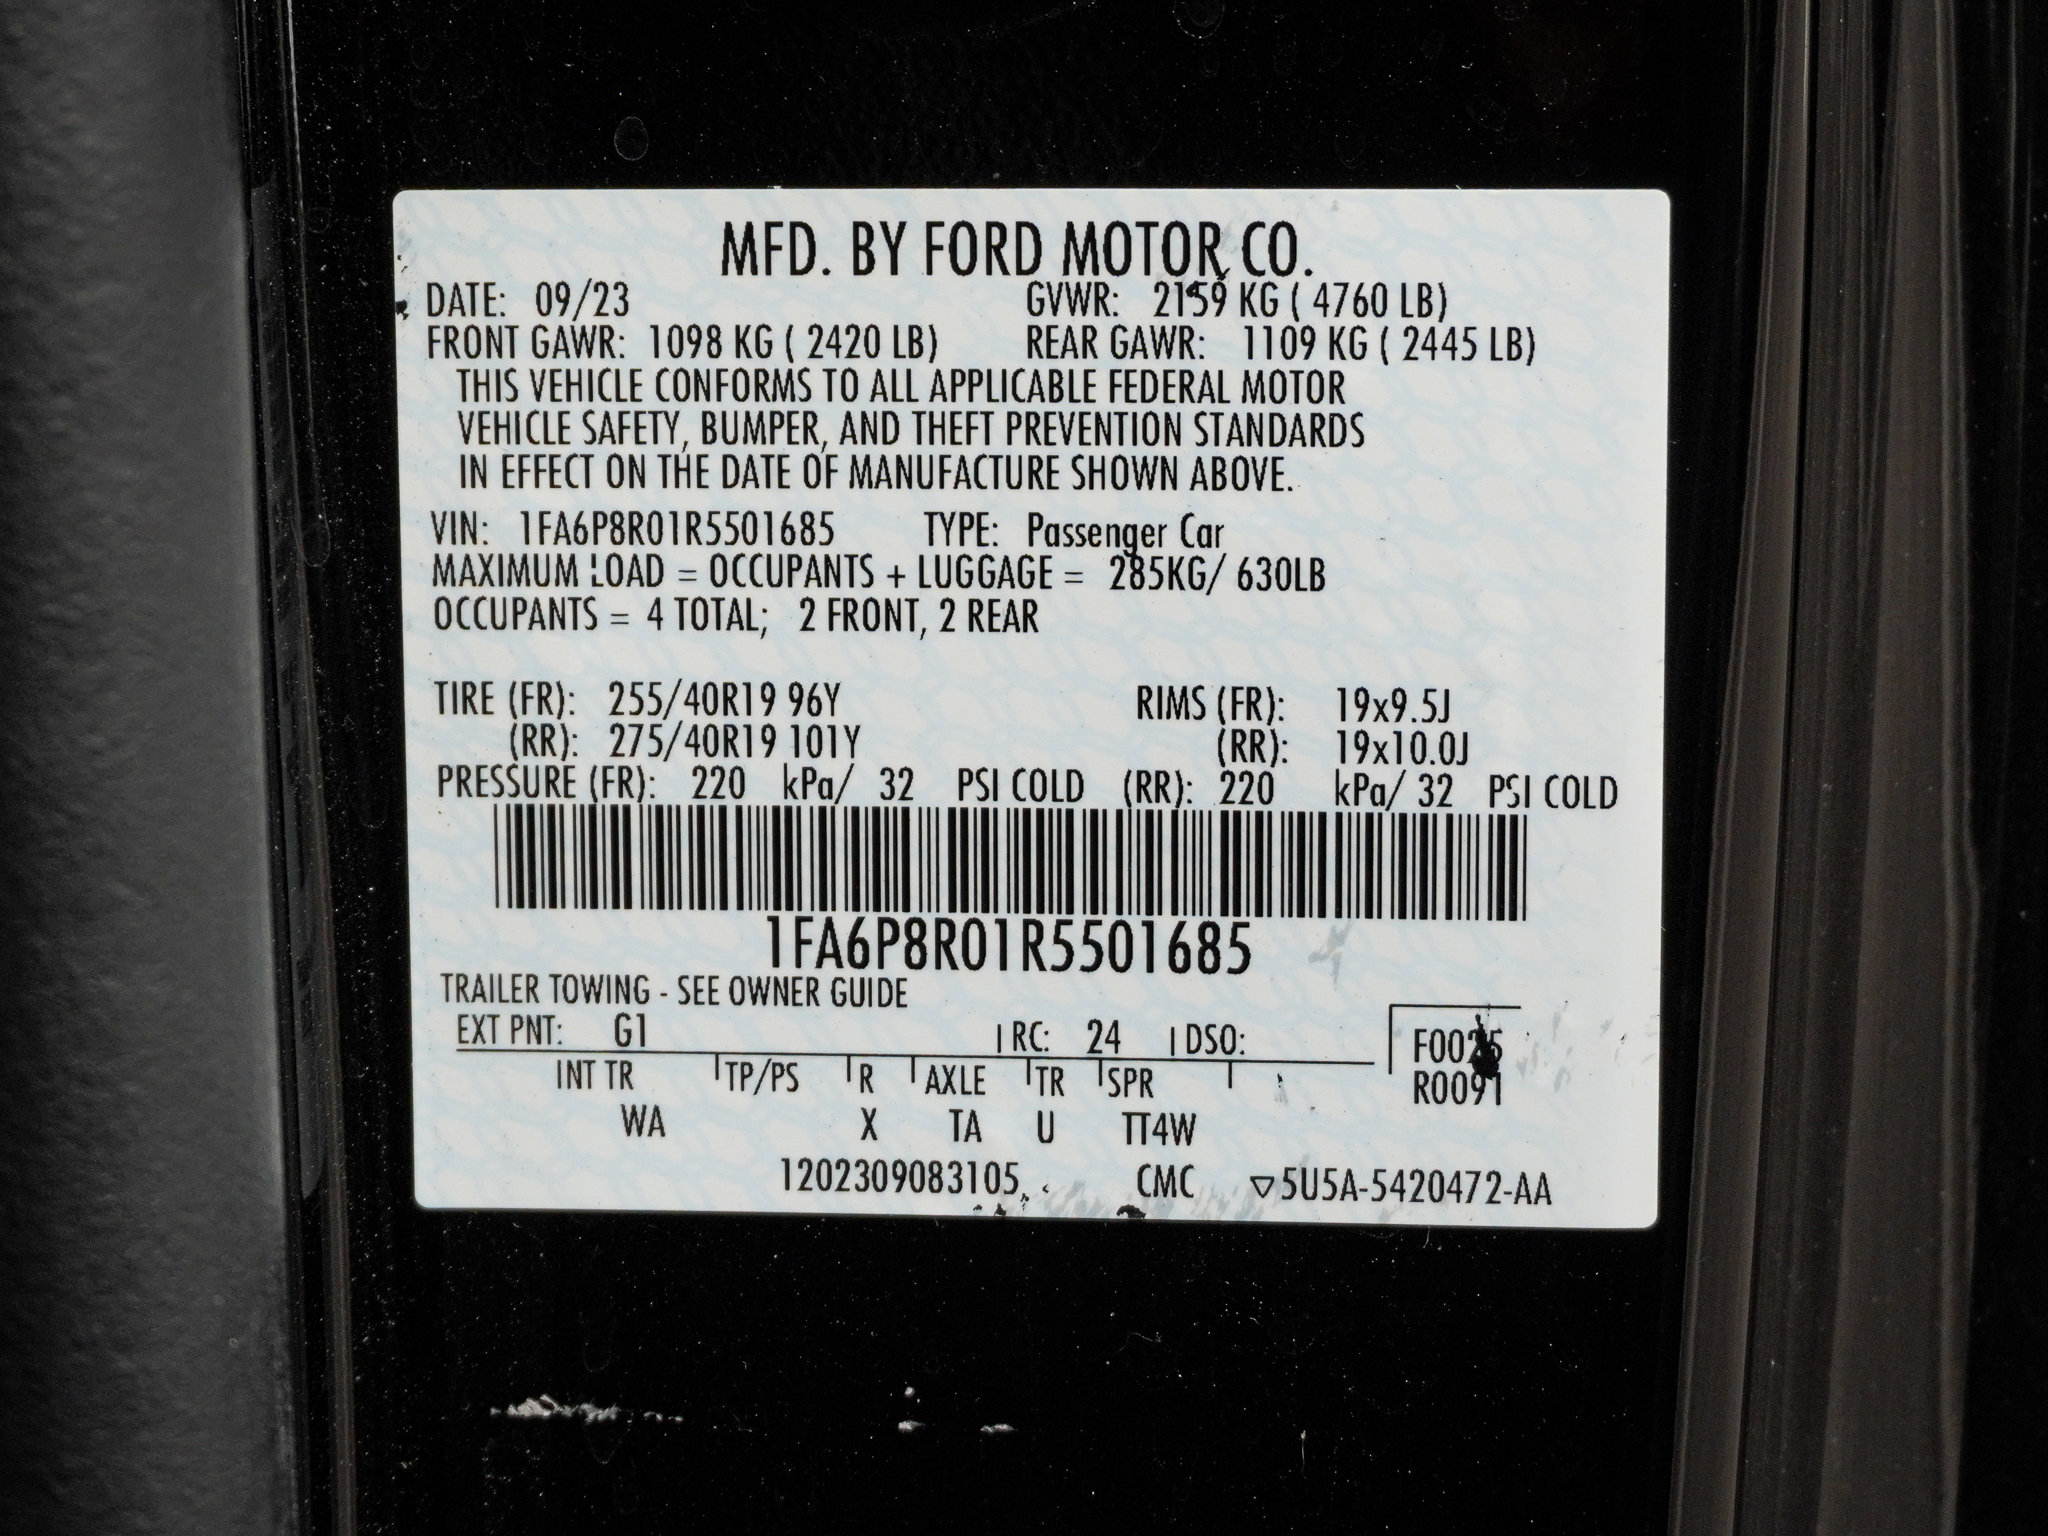 MFD. BY FORD MOTOR CO.
DATE: 09/23 GVWR: 2159 KG ( 4760 LB)
FRONT GAWR: 1098 KG ( 2420 LB) REAR GAWR: 1109 KG ( 2445 LB)
THIS VEHICLE CONFORMS TO ALL APPLICABLE FEDERAL MOTOR
VEHICLE SAFETY, BUMPER, AND THEFT PREVENTION STANDARDS
IN EFFECT ON THE DATE OF MANUFACTURE SHOWN ABOVE.
VIN: 1FA6P8R01R5501685 TYPE: Passenger Car
MAXIMUM LOAD = OCCUPANTS + LUGGAGE = 285KG/ 630LB
OCCUPANTS = 4 TOTAL; 2 FRONT, 2 REAR
TIRE (FR): 255/40R19 96Y RIMS (FR): 19x9.5J
(RR): 275/40R19 101Y (RR): 19x10.0J
PRESSURE (FR): 220 kPa/ 32 PSI COLD (RR): 220 kPa/ 32 PSI COLD
1FA6P8R01R5501685
TRAILER TOWING - SEE OWNER GUIDE
EXT PNT: G1 RC: 24 DSO:
INT TR TP/PS R AXLE TR SPR
R0091
WA X TA U TT4W
1202309083105 CMC ▽5U5A-5420472-AA